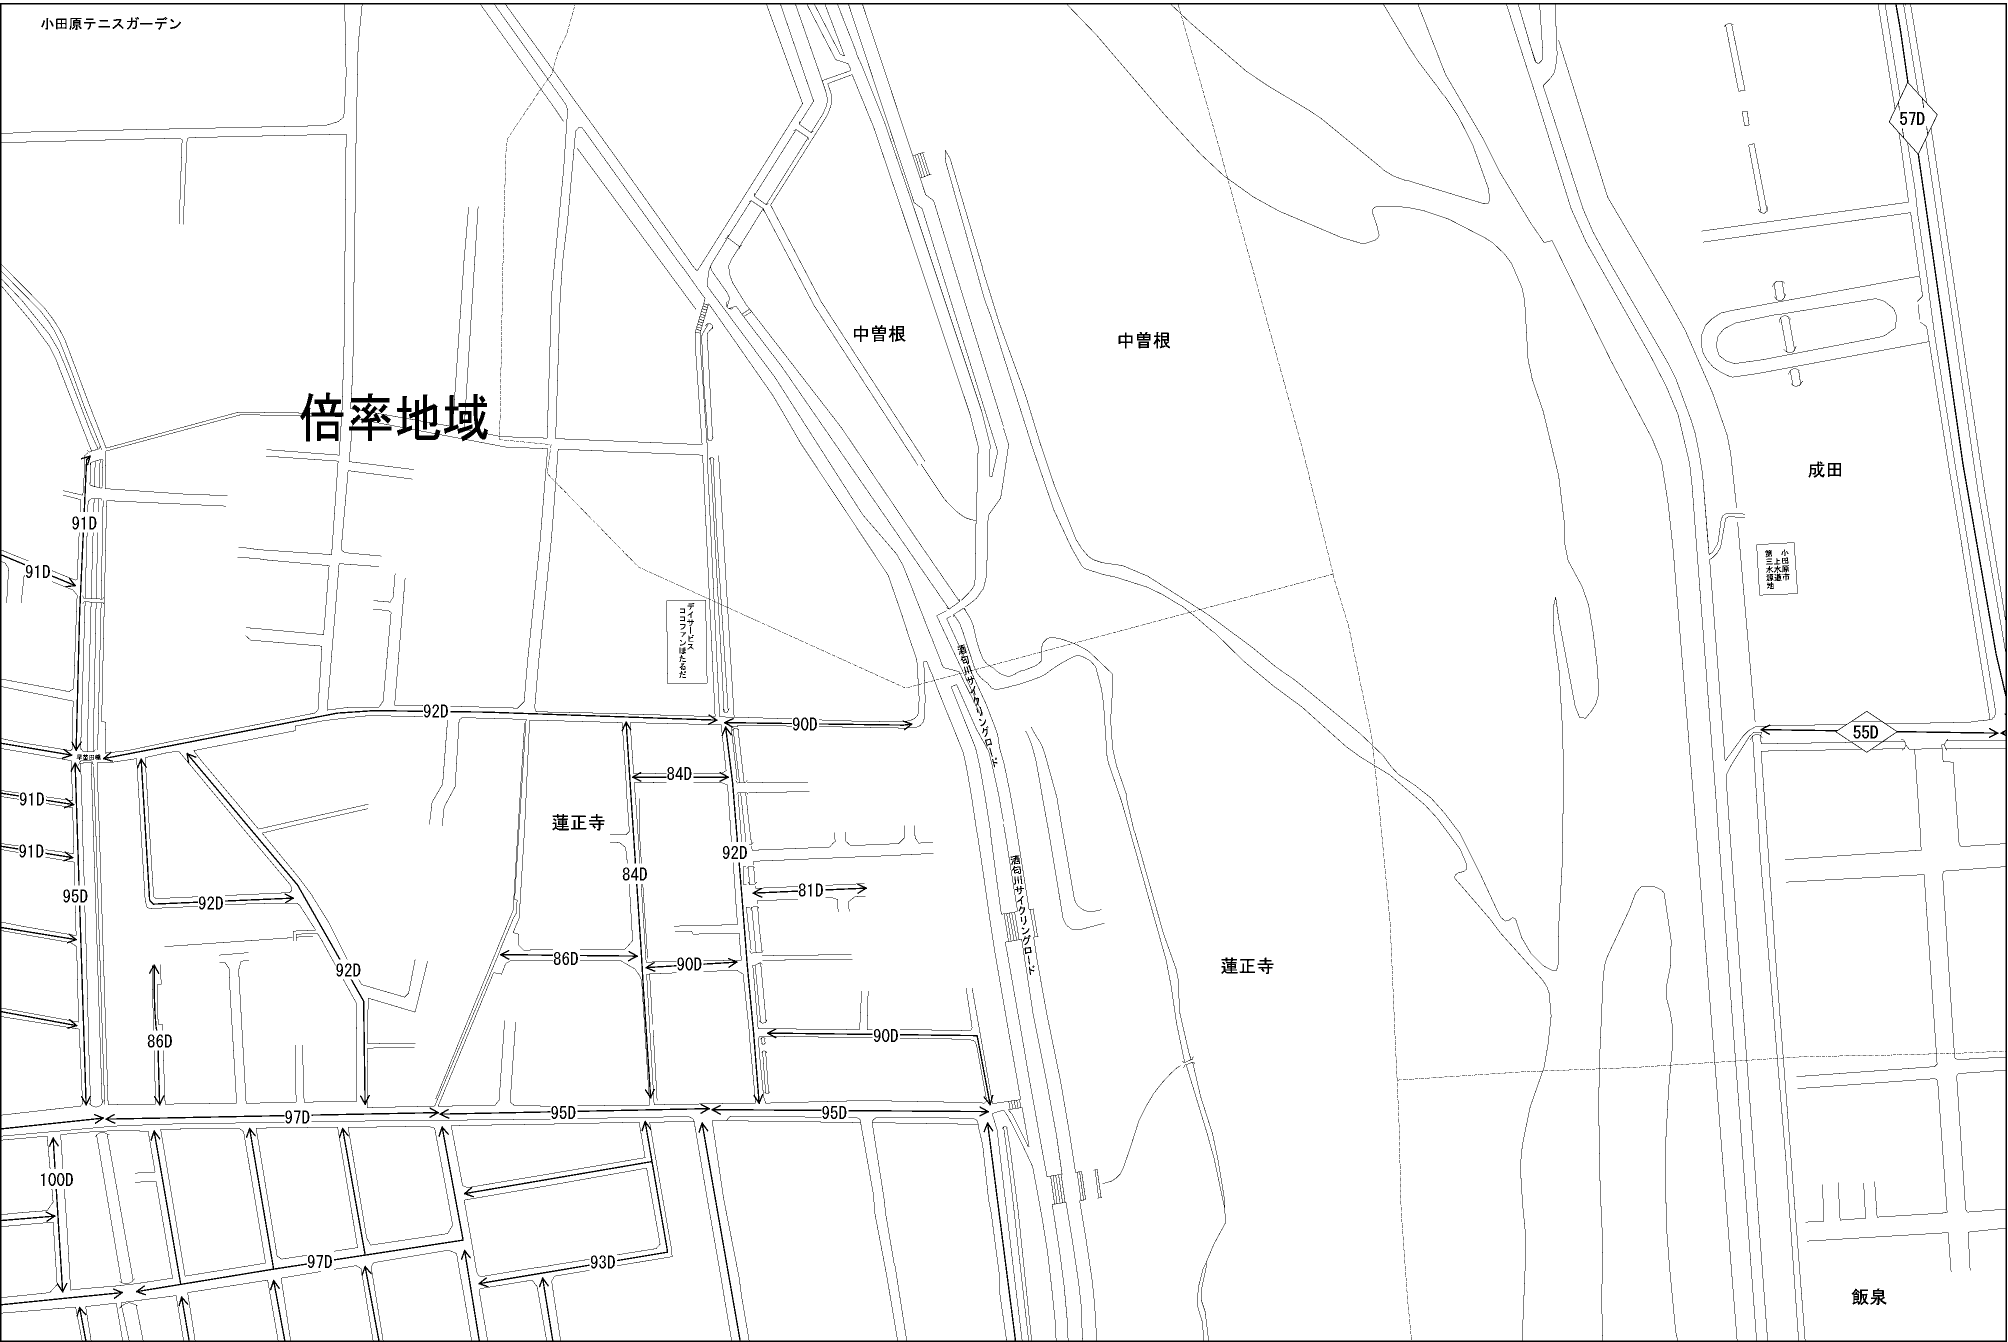 小田原テニスガーデン
57D
中曽根
中曽根
倍率地域
成田
91D
91D
小田原市
上水道
第三水源地
デイサービス
ココファンほたるだ
酒匂川サイクリングロード
92D
90D
55D
84D
91D
蓮正寺
91D
92D
84D
95D
92D
81D
酒匂川サイクリングロード
86D
90D
92D
蓮正寺
86D
90D
97D
95D
95D
100D
97D
93D
飯泉